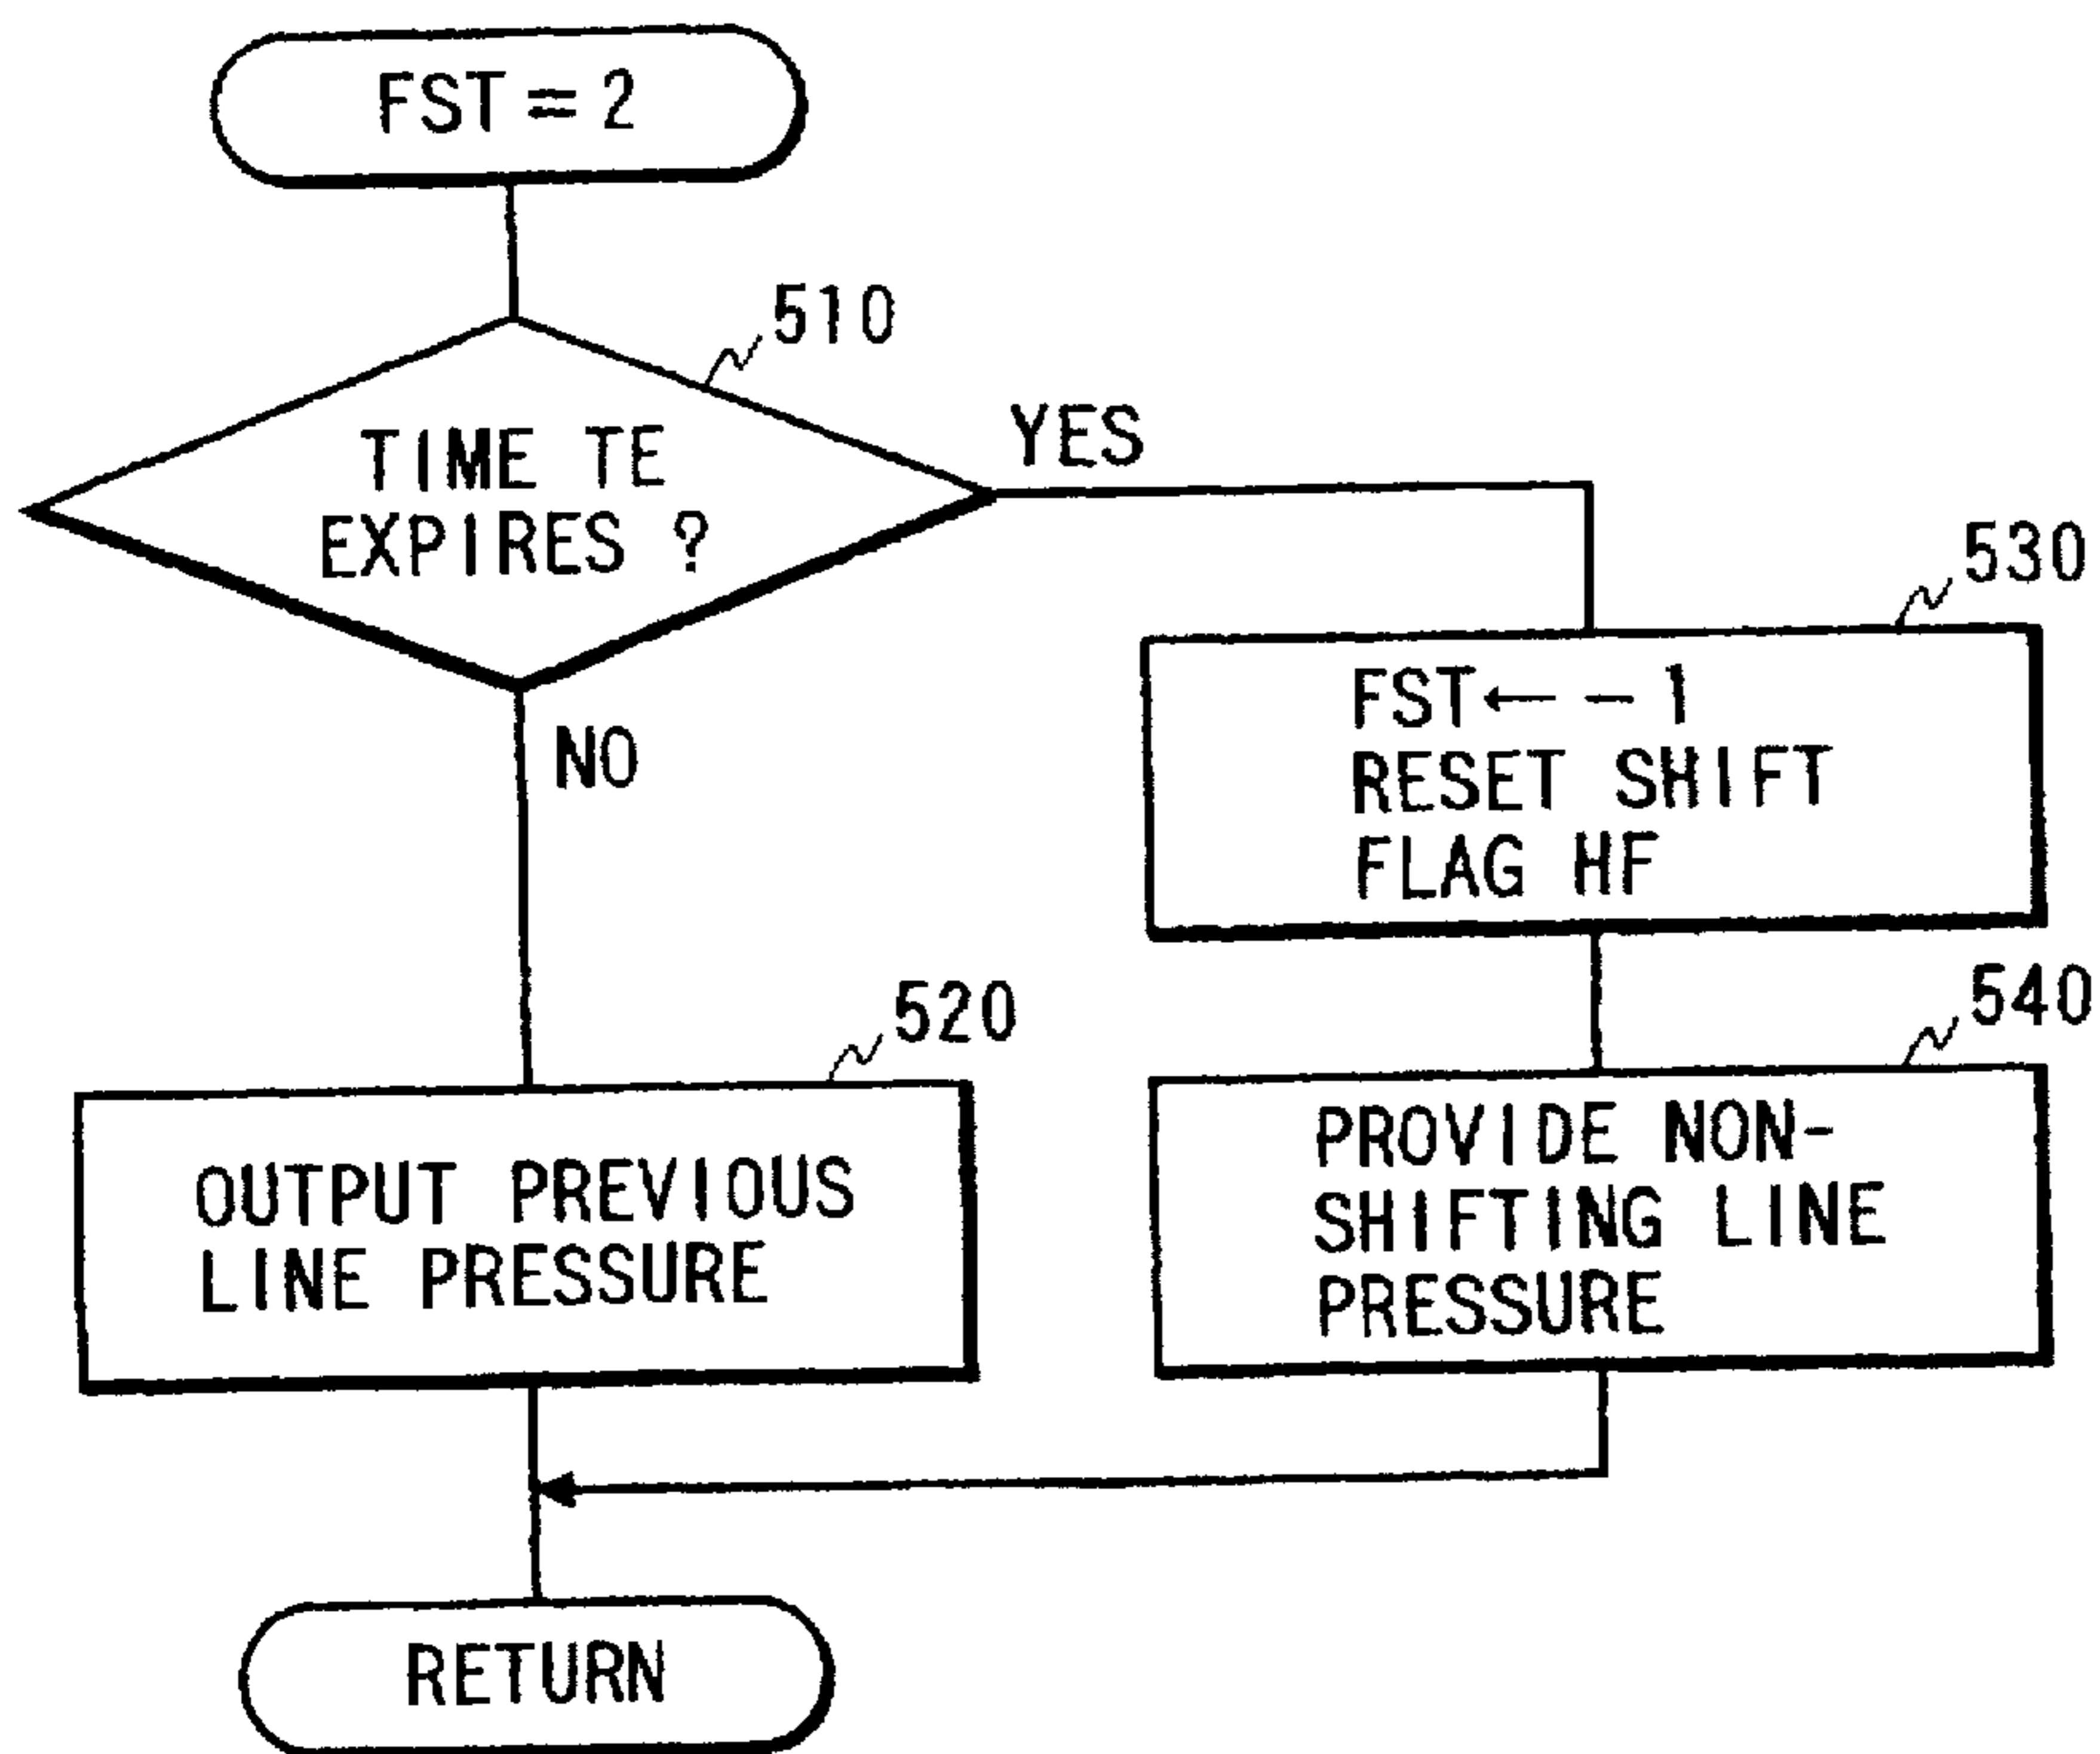 FST = 2
510
TIME TE
EXPIRES ?
YES
NO
530
FST ← - 1
RESET SHIFT
FLAG HF
520
OUTPUT PREVIOUS
LINE PRESSURE
540
PROVIDE NON-
SHIFTING LINE
PRESSURE
RETURN